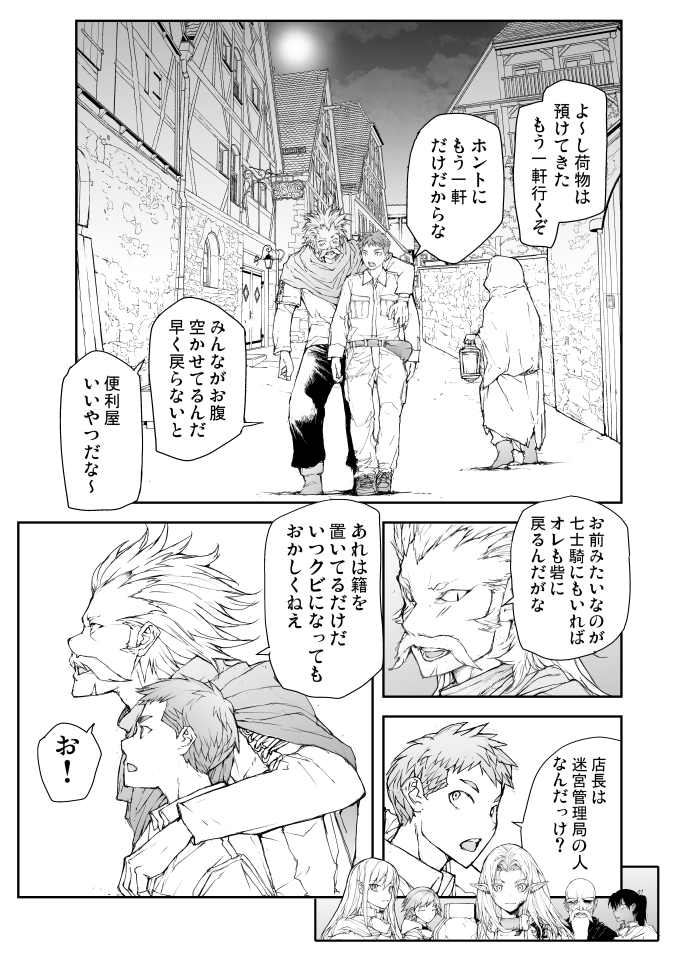 よ～し荷物は
預けてきた
もう一軒行くぞ
ホントに
もう一軒
だけだからな
みんながお腹
空かせてるんだ
早く戻らないと
便利屋
いいやつだな～
お前みたいなのが
七士騎にもいれば
オレも砦に
戻るんだがな
店長は
迷宮管理局の人
なんだっけ？
あれは籍を
置いてるだけだ
いつクビになっても
おかしくねえ
お！